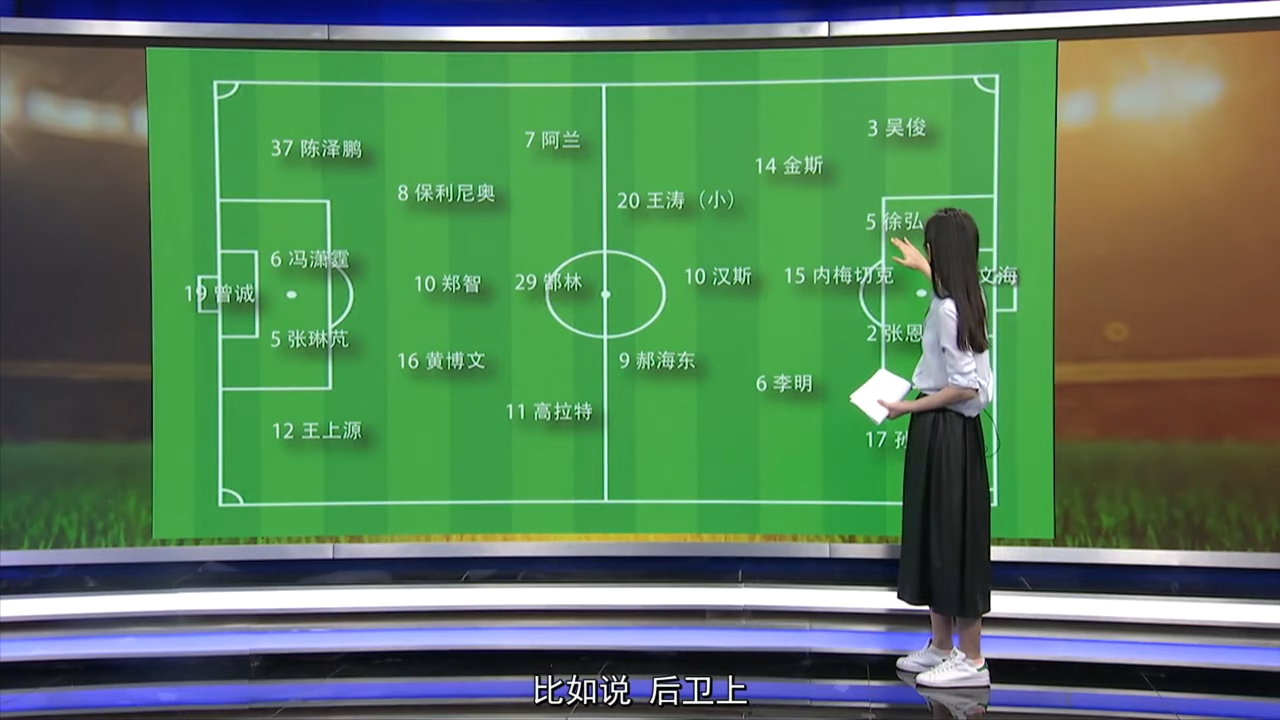 37 陈泽鹏
7 阿兰
3 吴俊
14 金斯
8 保利尼奥
20 王涛（小）
5 徐弘
6 冯潇霆
10 郑智
29 郜林
10 汉斯
15 内梅切克
文海
19 曾诚
5 张琳芃
2 张恩
16 黄博文
9 郝海东
6 李明
11 高拉特
12 王上源
17
比如说 后卫上